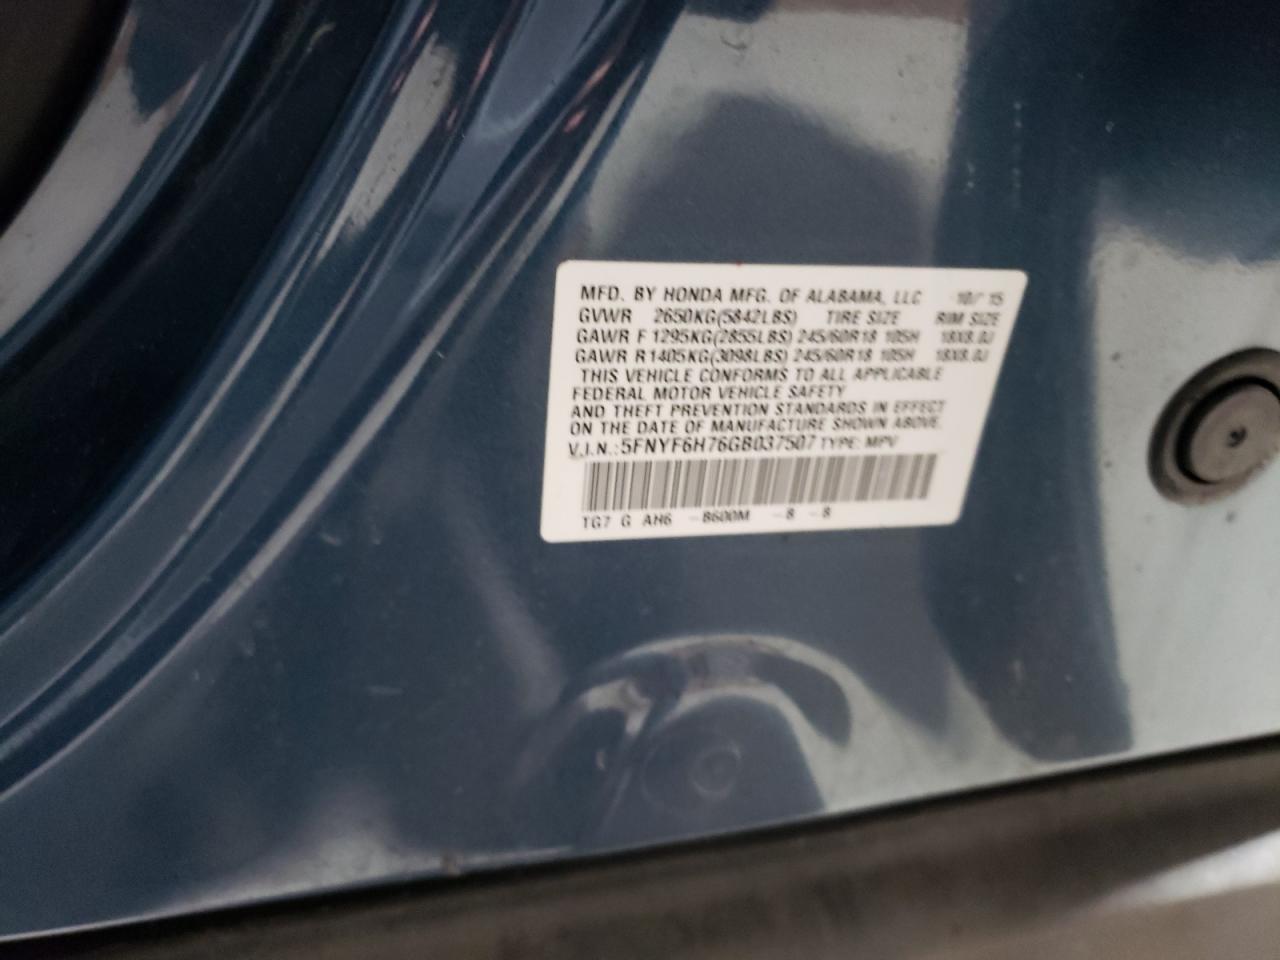 MFD. BY HONDA MFG. OF ALABAMA, LLC 10/ 15
GVWR 2650KG(5842LBS) TIRE SIZE RIM SIZE
GAWR F 1295KG(2855LBS) 245/60R18 105H 18X8.0J
GAWR R1405KG(3098LBS) 245/60R18 105H 18X8.0J
THIS VEHICLE CONFORMS TO ALL APPLICABLE
FEDERAL MOTOR VEHICLE SAFETY
AND THEFT PREVENTION STANDARDS IN EFFECT
ON THE DATE OF MANUFACTURE SHOWN ABOVE.
V.I.N.:5FNYF6H76GB037507 TYPE: MPV
TG7 G AH6 -B600M -8 -8